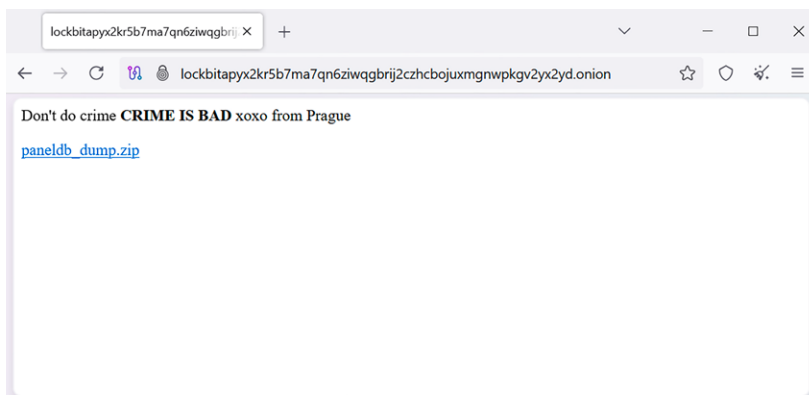 lockbitapyx2kr5b7ma7qn6ziwqgbrij
lockbitapyx2kr5b7ma7qn6ziwqgbrij2czhcbojuxmgnwpkgv2yx2yd.onion
Don't do crime CRIME IS BAD xoxo from Prague
paneldb_dump.zip